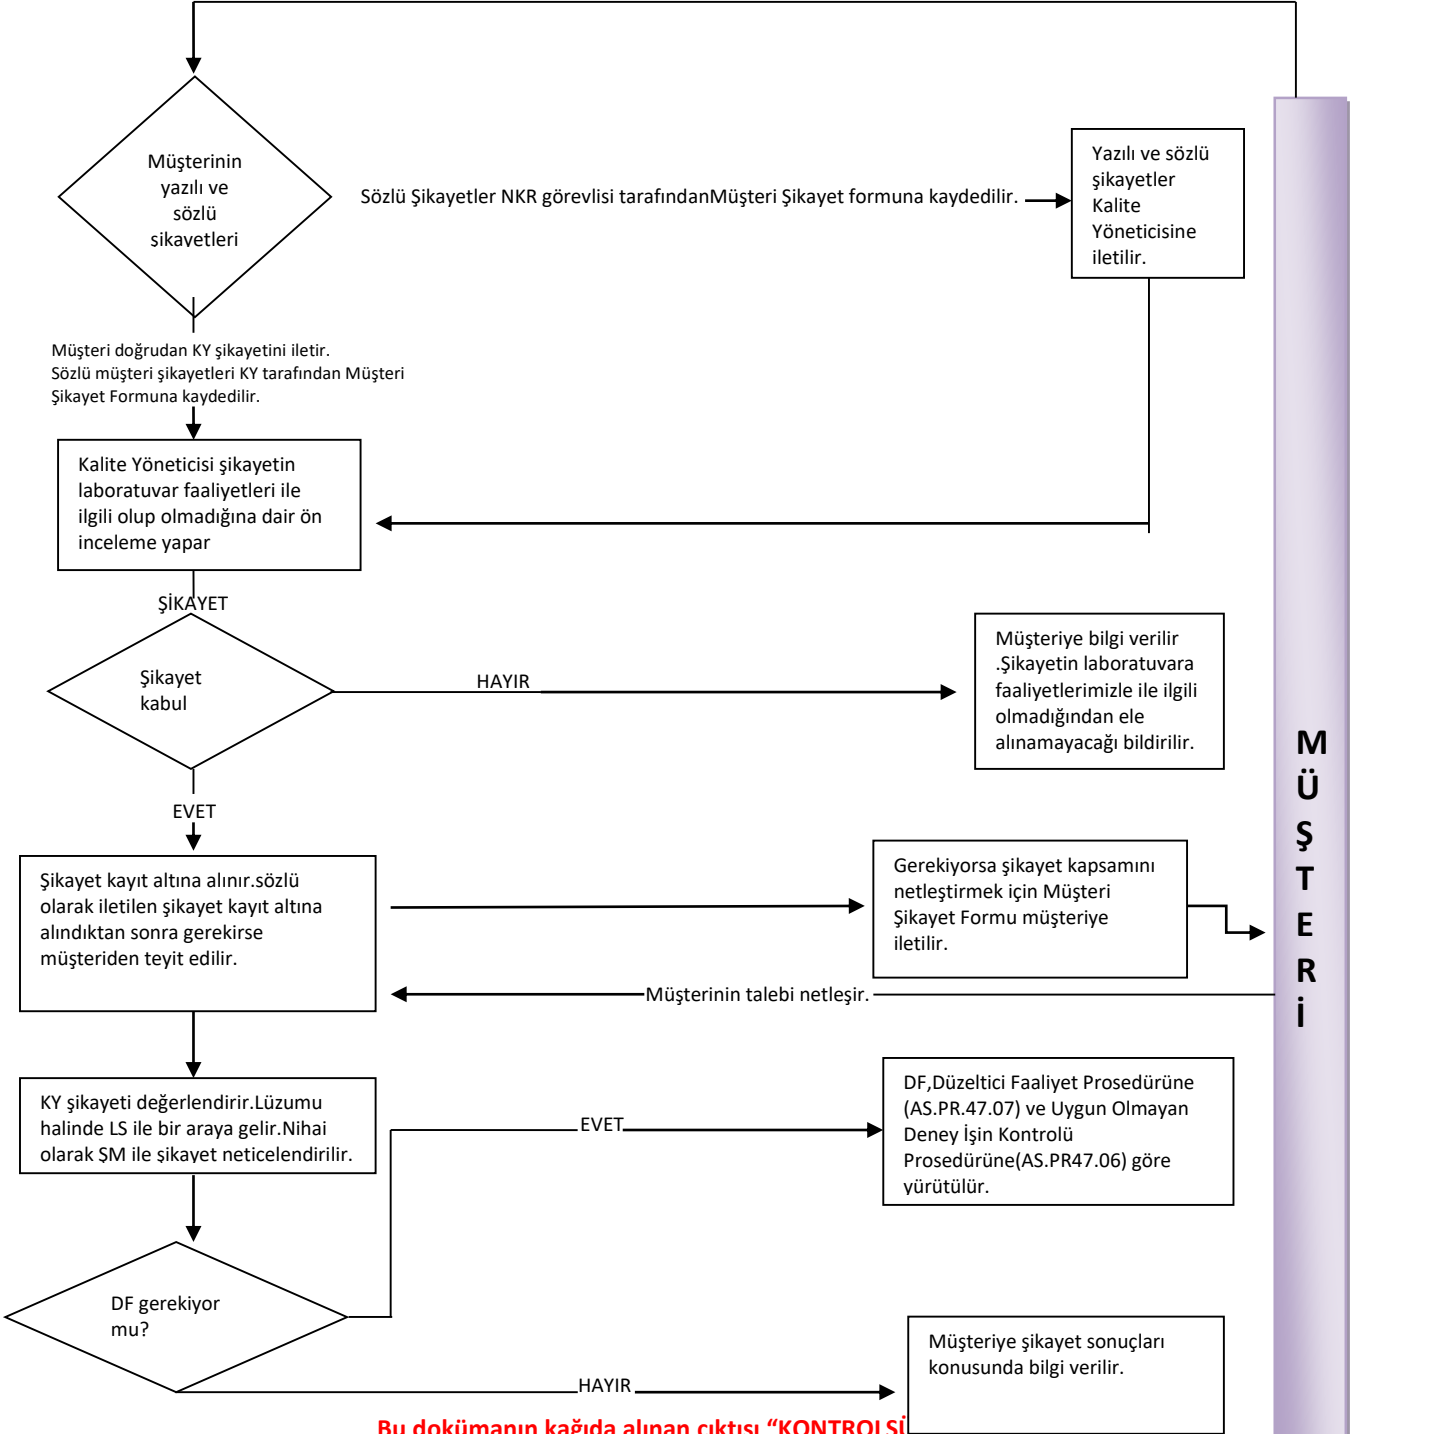 Müşterinin
yazılı ve
sözlü
şikayetleri
Sözlü Şikayetler NKR görevlisi tarafındanMüşteri Şikayet formuna kaydedilir.
Yazılı ve sözlü
şikayetler
Kalite
Yöneticisine
iletilir.
Müşteri doğrudan KY şikayetini iletir.
Sözlü müşteri şikayetleri KY tarafından Müşteri
Şikayet Formuna kaydedilir.
Kalite Yöneticisi şikayetin
laboratuvar faaliyetleri ile
ilgili olup olmadığına dair ön
inceleme yapar
ŞİKAYET
Şikayet
kabul
HAYIR
Müşteriye bilgi verilir
.Şikayetin laboratuvara
faaliyetlerimizle ile ilgili
olmadığından ele
alınamayacağı bildirilir.
EVET
Şikayet kayıt altına alınır.sözlü
olarak iletilen şikayet kayıt altına
alındıktan sonra gerekirse
müşteriden teyit edilir.
Gerekiyorsa şikayet kapsamını
netleştirmek için Müşteri
Şikayet Formu müşteriye
iletilir.
Müşterinin talebi netleşir.
KY şikayeti değerlendirir.Lüzumu
halinde LS ile bir araya gelir.Nihai
olarak ŞM ile şikayet neticelendirilir.
EVET
DF,Düzeltici Faaliyet Prosedürüne
(AS.PR.47.07) ve Uygun Olmayan
Deney İşin Kontrolü
Prosedürüne(AS.PR47.06) göre
yürütülür.
DF gerekiyor
mu?
HAYIR
Müşteriye şikayet sonuçları
konusunda bilgi verilir.
M
Ü
Ş
T
E
R
İ
Bu dokümanın kağıda alınan çıktısı “KONTROLSÜ